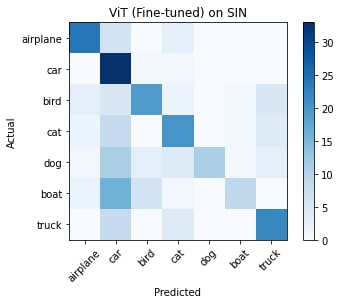 ViT (Fine-tuned) on SIN
Actual
airplane
car
bird
cat
dog
boat
truck
airplane car bird cat dog boat truck
Predicted
30
25
20
15
10
5
0